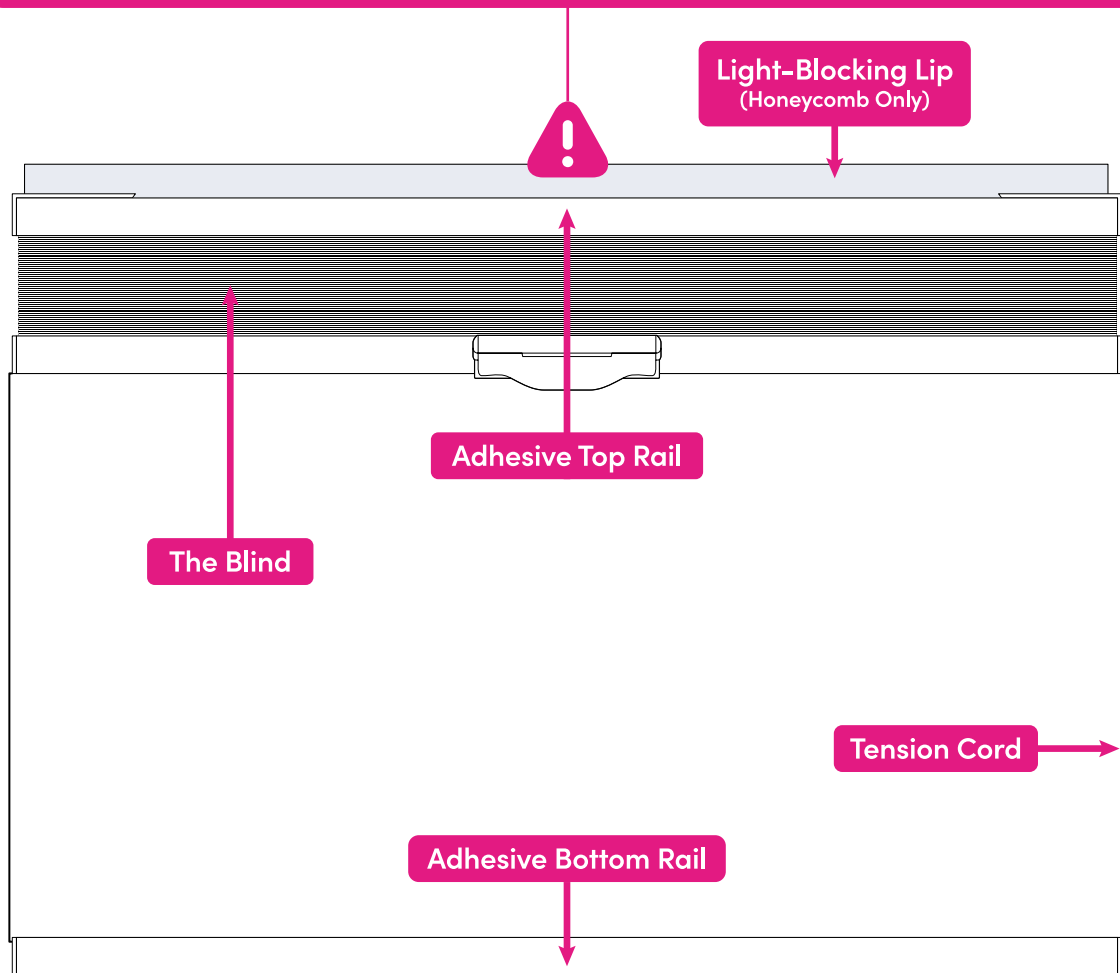 Light-Blocking Lip
(Honeycomb Only)
Adhesive Top Rail
The Blind
Tension Cord
Adhesive Bottom Rail